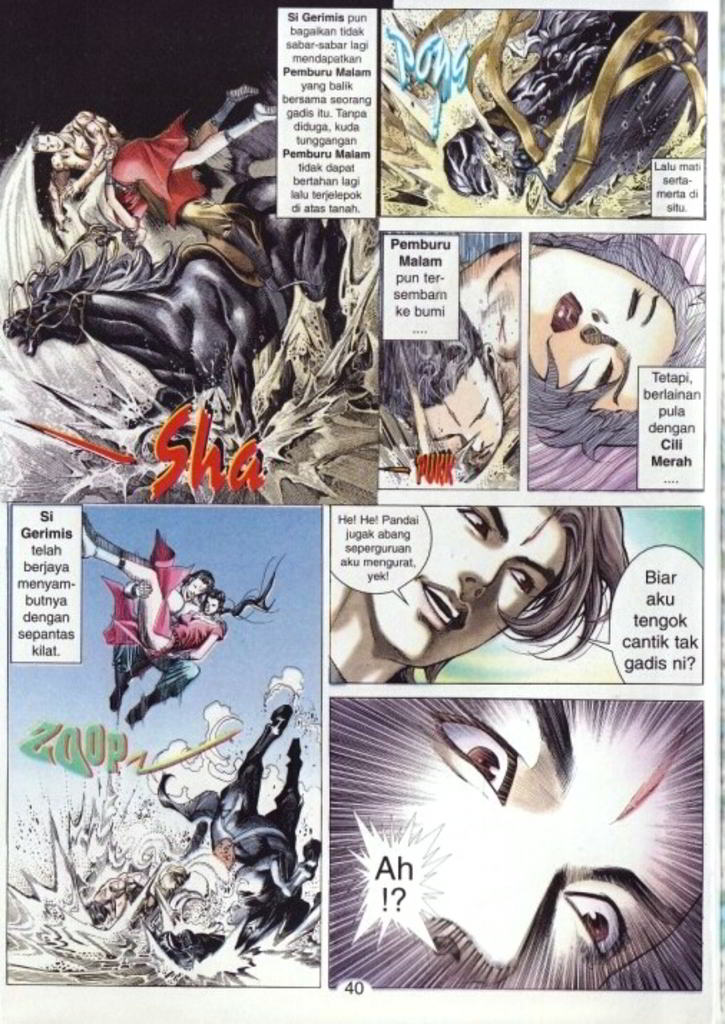 Si Gerimis pun
bagaikan tidak
sabar-sabar lagi
mendapatkan
Pemburu Malam
yang balik
bersama seorang
gadis itu. Tanpa
diduga, kuda
tunggangan
Pemburu Malam
tidak dapat
bertahan lagi
lalu terjelepok
di atas tanah.
Sha
PONG
Lalu mati
serta-
merta di
situ.
Pemburu
Malam
pun ter-
sembam
ke bumi
....
PURK
Tetapi,
berlainan
pula
dengan
Cili
Merah
....
Si
Gerimis
telah
berjaya
menyam-
butnya
dengan
sepantas
kilat.
ZOOP
He! He! Pandai
jugak abang
seperguruan
aku mengurat,
yek!
Biar
aku
tengok
cantik tak
gadis ni?
Ah
!?
40